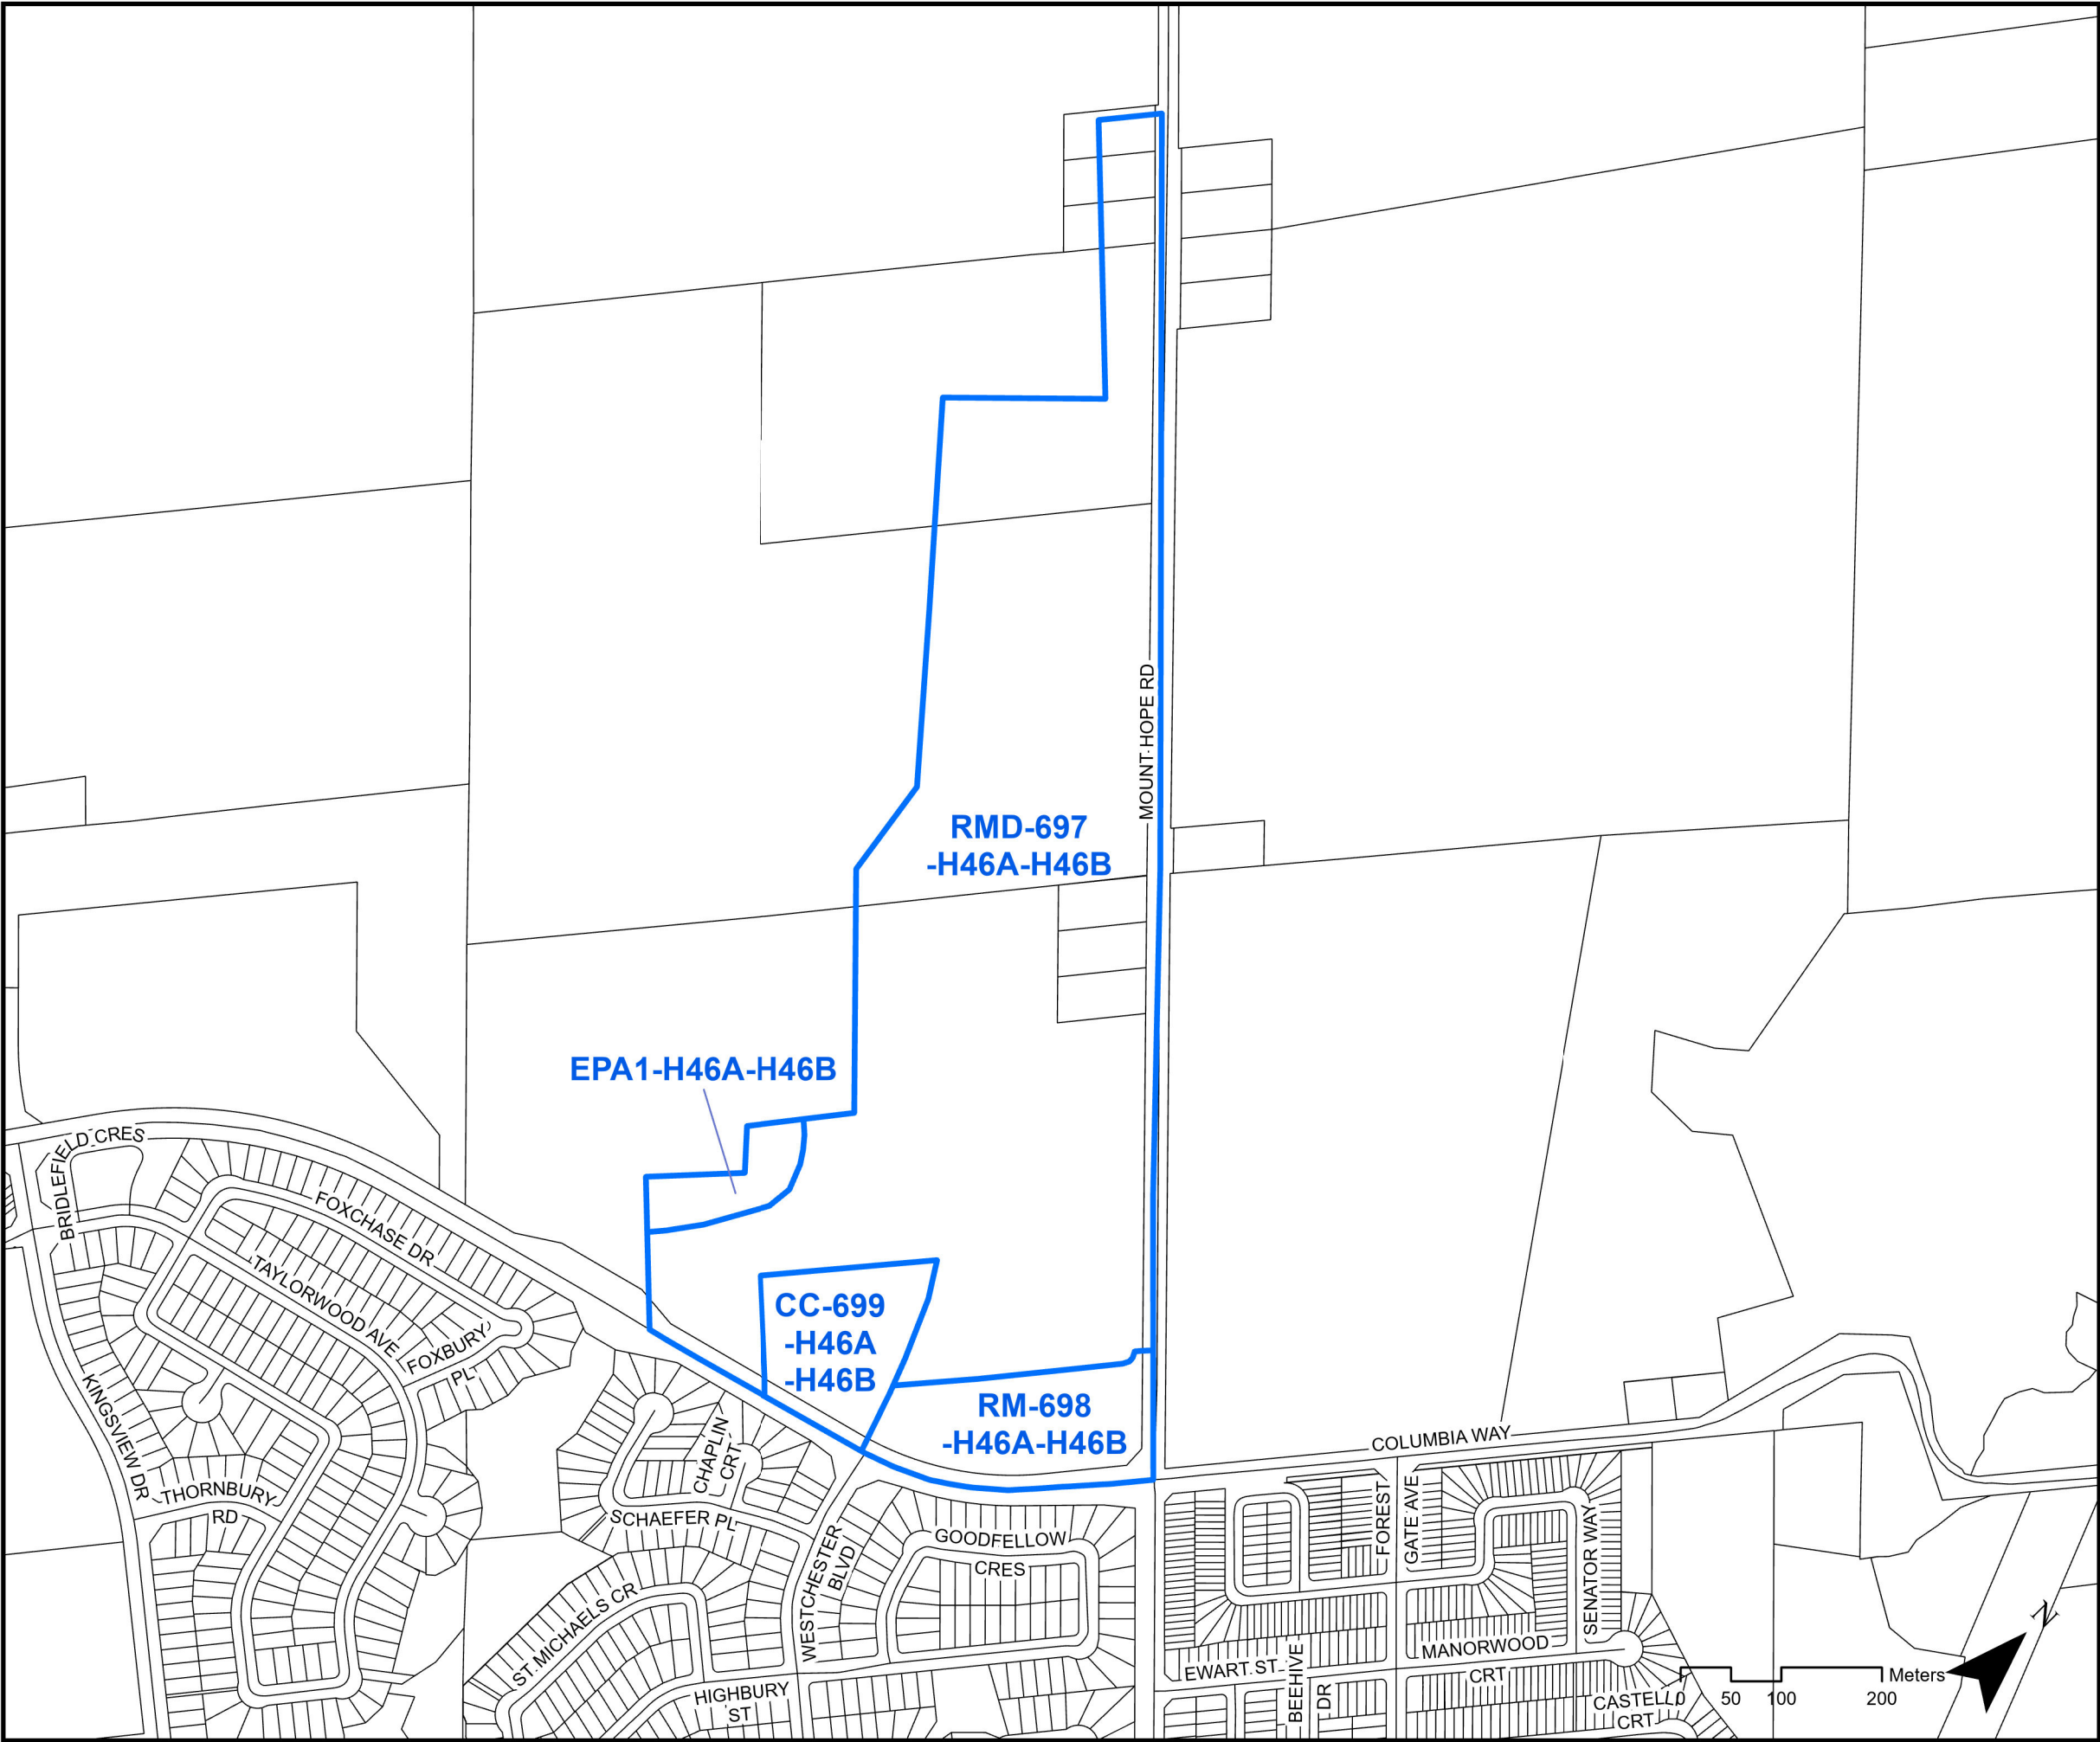 MOUNT HOPE RD
RMD-697
-H46A-H46B
EPA1-H46A-H46B
CC-699
-H46A
-H46B
RM-698
-H46A-H46B
BRIDLEFIELD CRES
FOXCHASE DR
TAYLORWOOD AVE
FOXBURY
PL
KINGSVIEW DR
THORNBURY
RD
CHAPLIN
CRT
SCHAEFER PL
ST MICHAELS CR
WESTCHESTER
BLVD
HIGHBURY
ST
GOODFELLOW
CRES
COLUMBIA WAY
FOREST
GATE AVE
SENATOR WAY
MANORWOOD
CRT
EWART ST
BEEHIVE
DR
CASTELLI
CRT
N
0 50 100 200 Meters